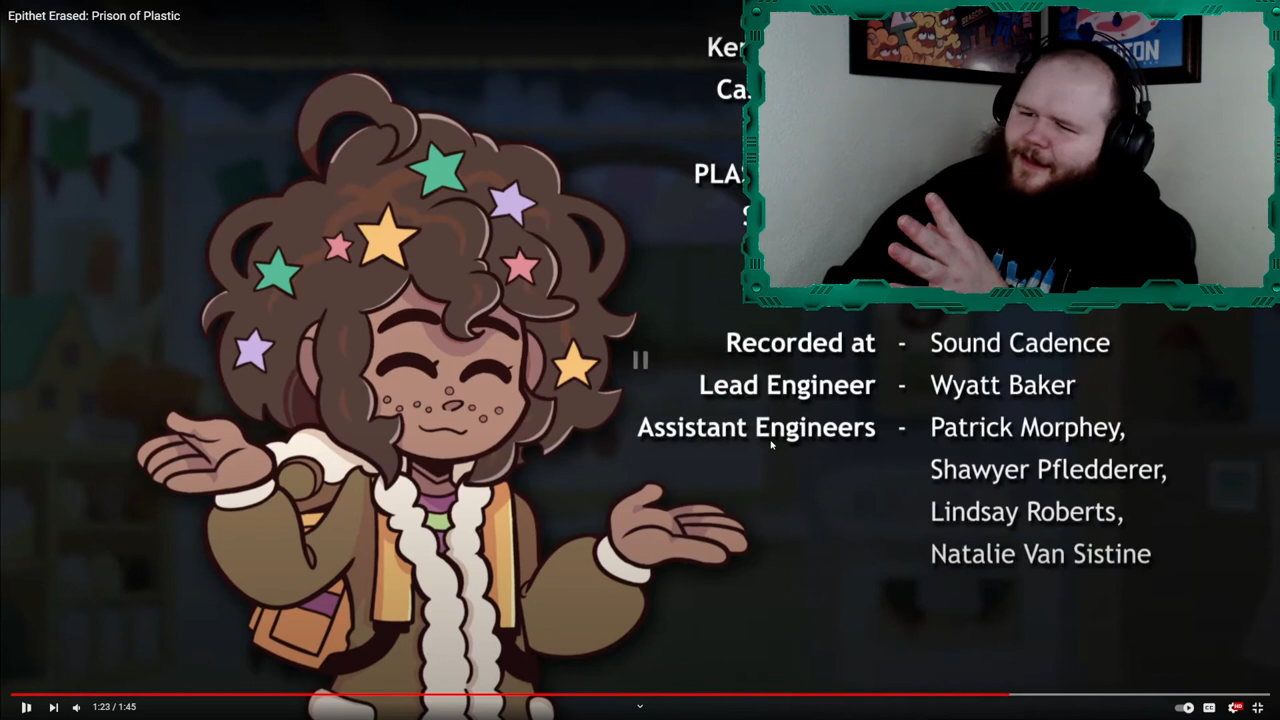 Epithet Erased: Prison of Plastic
Recorded at - Sound Cadence
Lead Engineer - Wyatt Baker
Assistant Engineers - Patrick Morphey,
Shawyer Pfledderer,
Lindsay Roberts,
Natalie Van Sistine
1:23 / 1:45